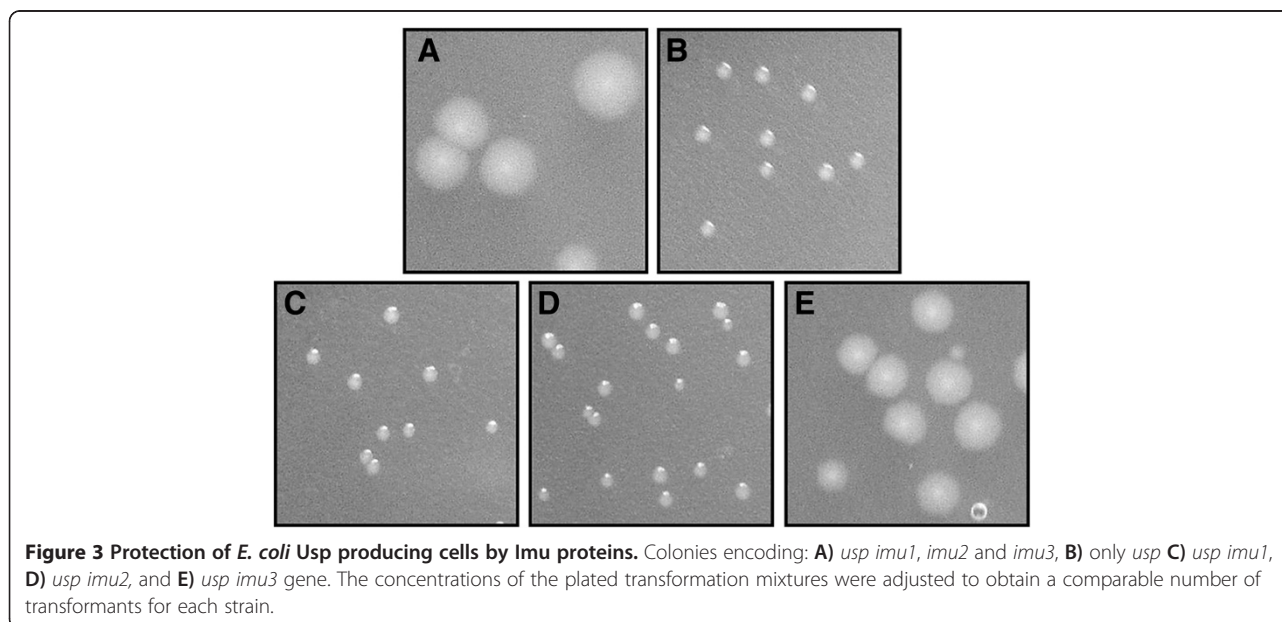 A
B
C
D
E
Figure 3 Protection of E. coli Usp producing cells by Imu proteins. Colonies encoding: A) usp imu1, imu2 and imu3, B) only usp C) usp imu1,
D) usp imu2, and E) usp imu3 gene. The concentrations of the plated transformation mixtures were adjusted to obtain a comparable number of
transformants for each strain.